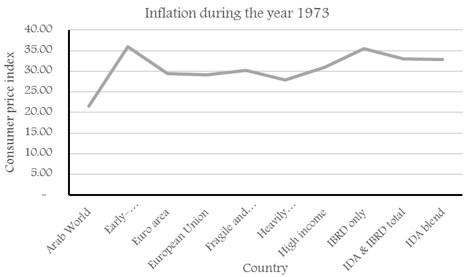 Inflation during the year 1973
Consumer price index
40.00
35.00
30.00
25.00
20.00
15.00
10.00
5.00
-
Arab World
Early-…
Euro area
European Union
Fragile and…
Heavily…
High income
IBRD only
IDA & IBRD total
IDA blend
Country